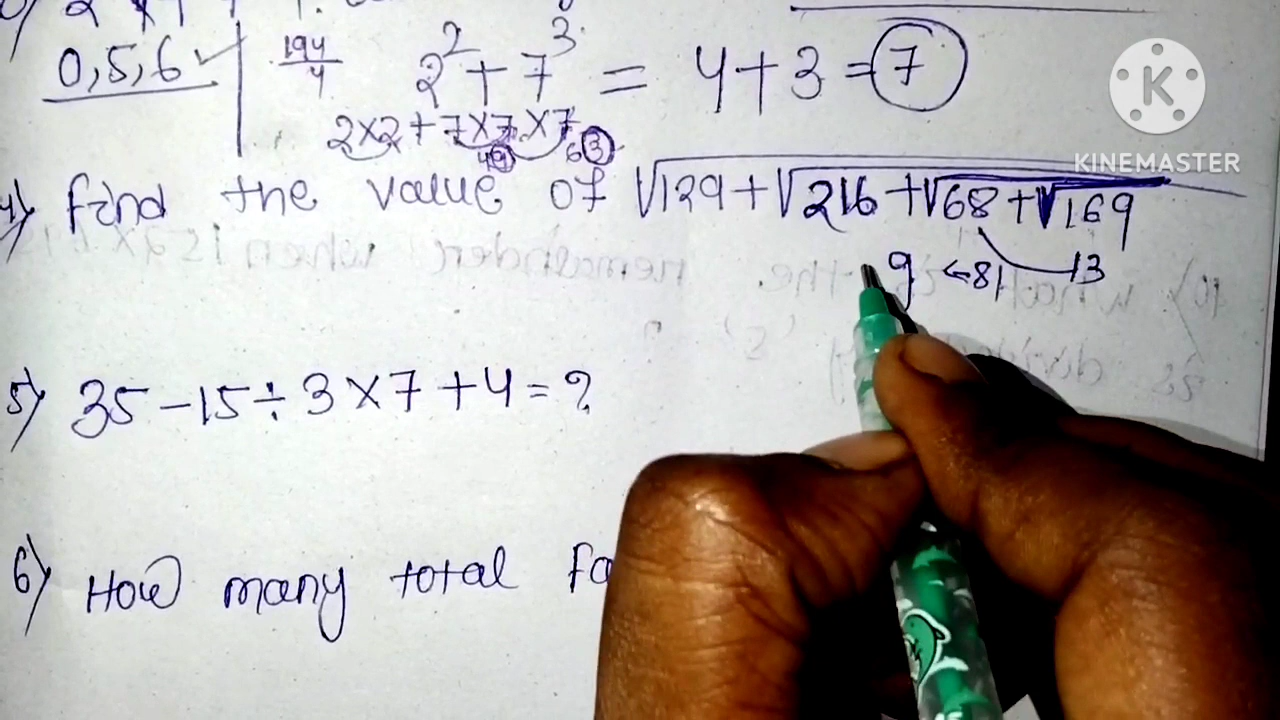 0,5,6 194/4 2² + 7³ = 4+3 = 7
2×2+7×7×7
49 63
K
KINEMASTER
4) find the value of √129+√216+√68+√169
9 ←81 13
5) 35-15÷3×7+4=?
6) How many total